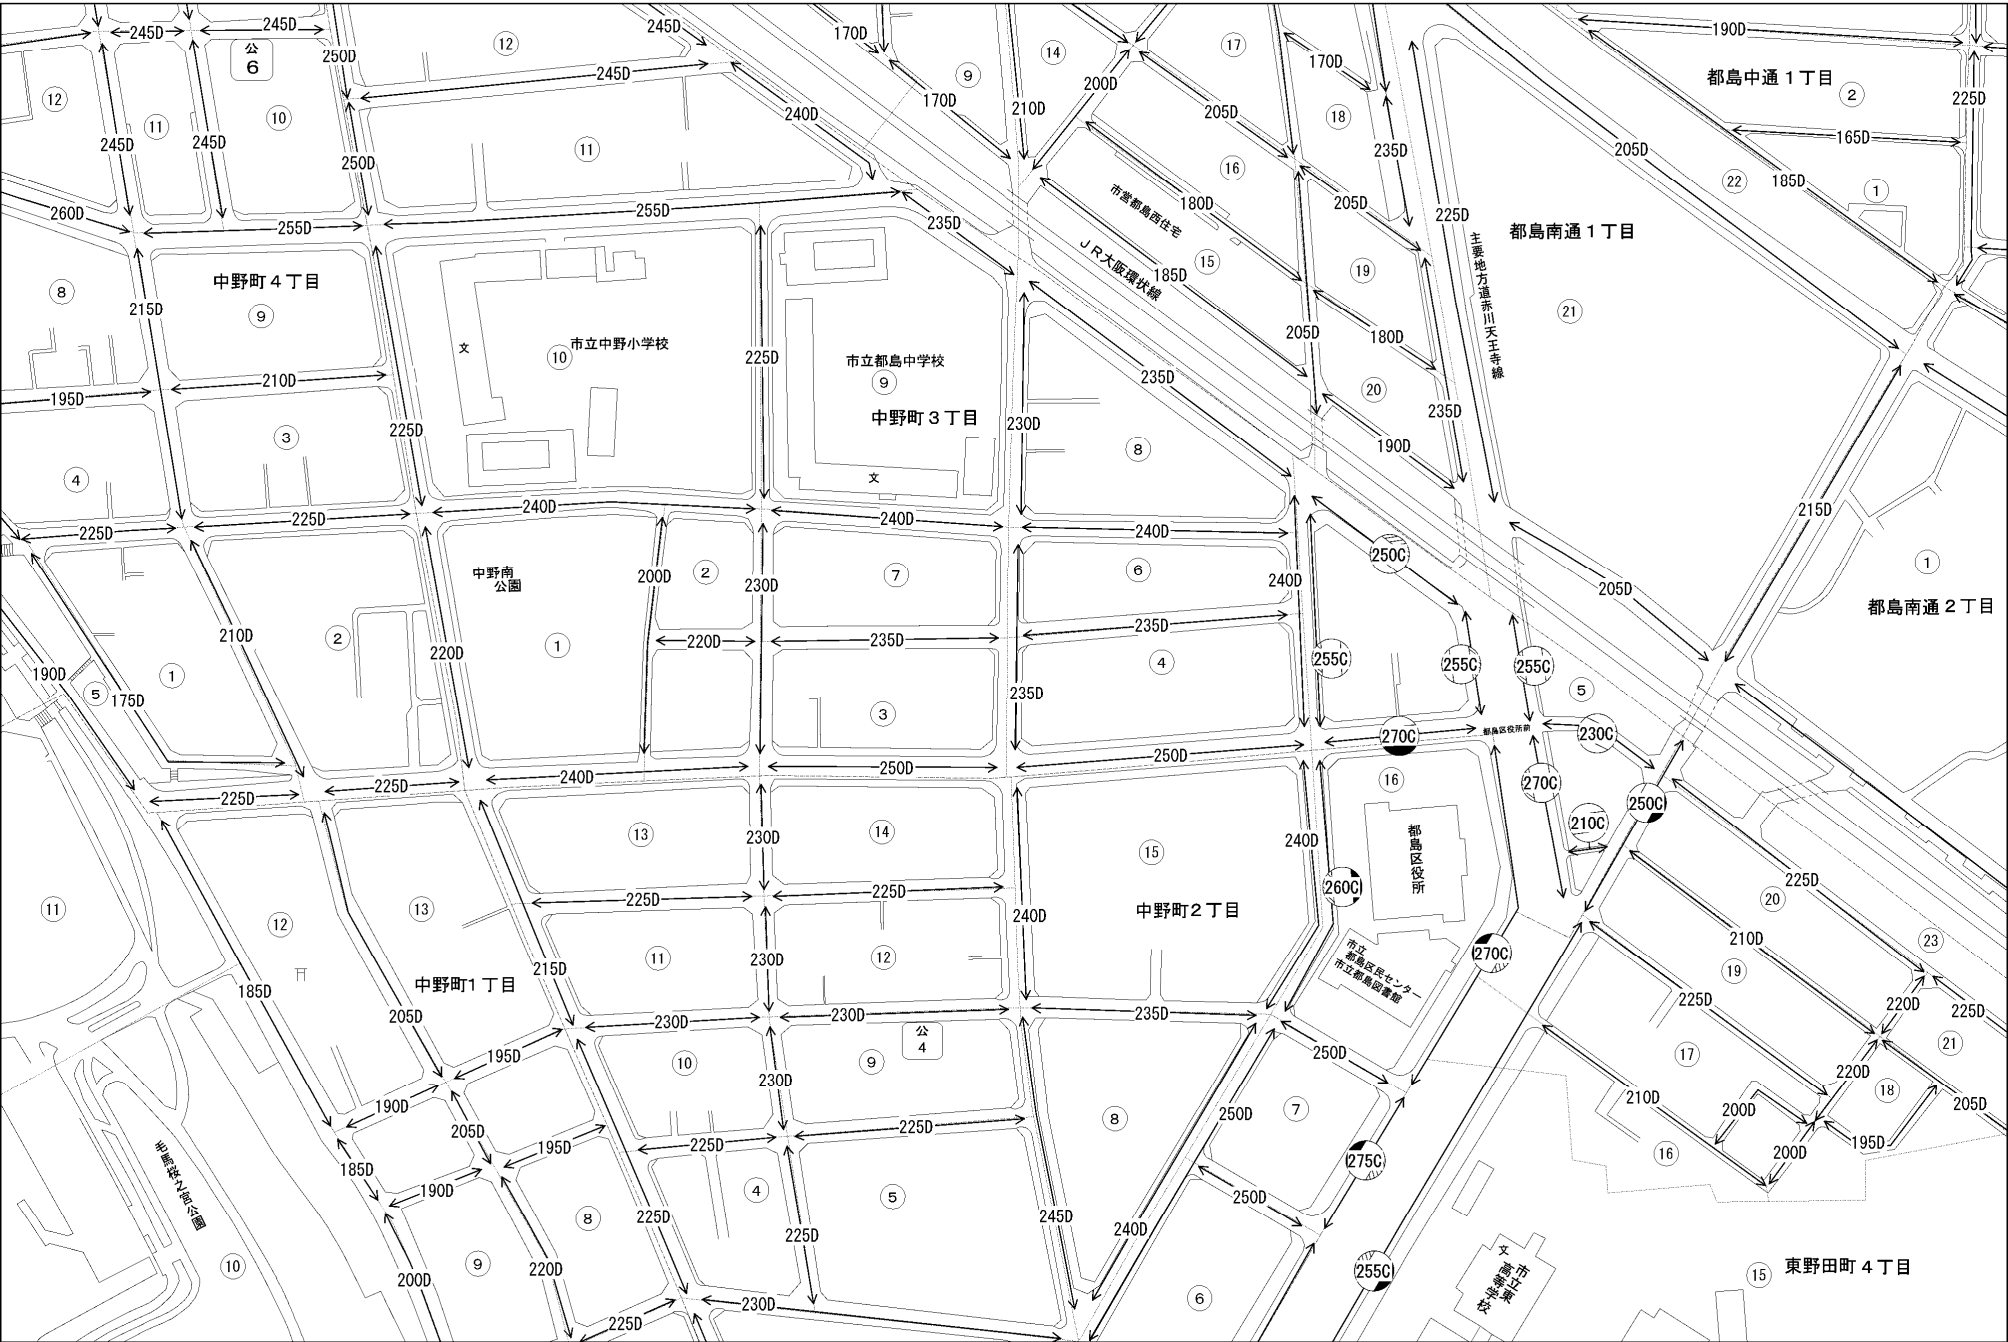 245D
245D
245D
190D
170D
250D
公
6
⑫
⑭
⑰
245D
170D
都島中通1丁目
②
⑨
⑫
⑪
⑩
245D
245D
240D
170D
210D
200D
205D
⑱
225D
165D
250D
⑪
235D
205D
⑯
㉒
185D
①
260D
255D
255D
235D
180D
市営都島西住宅
205D
225D
都島南通1丁目
主要地方道赤川天王寺線
中野町4丁目
⑧
⑨
215D
JR大阪環状線
185D
⑮
⑲
㉑
文
⑩
市立中野小学校
225D
市立都島中学校
⑨
205D
180D
195D
210D
235D
⑳
中野町3丁目
230D
235D
225D
③
190D
⑧
④
文
225D
225D
240D
240D
240D
215D
250C
中野南
公園
200D
②
230D
⑦
⑥
240D
205D
①
都島南通2丁目
210D
②
220D
①
220D
235D
235D
190D
⑤
175D
①
255C
255C
255C
④
⑤
235D
③
270C
都島区役所前
230C
250D
250D
240D
225D
225D
⑯
270C
250C
210C
⑬
230D
⑭
⑮
240D
都島区役所
225D
225D
225D
260C
⑳
⑪
⑫
⑬
240D
中野町2丁目
210D
㉓
270C
市立
都島区民センター
市立都島図書館
215D
⑪
230D
⑫
⑲
中野町1丁目
185D
205D
225D
220D
225D
230D
230D
235D
公
4
195D
⑩
⑨
250D
⑰
㉑
230D
220D
⑱
190D
205D
250D
⑦
210D
200D
205D
⑧
195D
225D
225D
195D
200D
⑯
275C
185D
190D
④
⑤
250D
毛馬桜之宮公園
⑧
225D
225D
245D
240D
⑩
⑨
200D
220D
255C
文
市立東
高等学校
⑮
東野田町4丁目
⑥
230D
225D